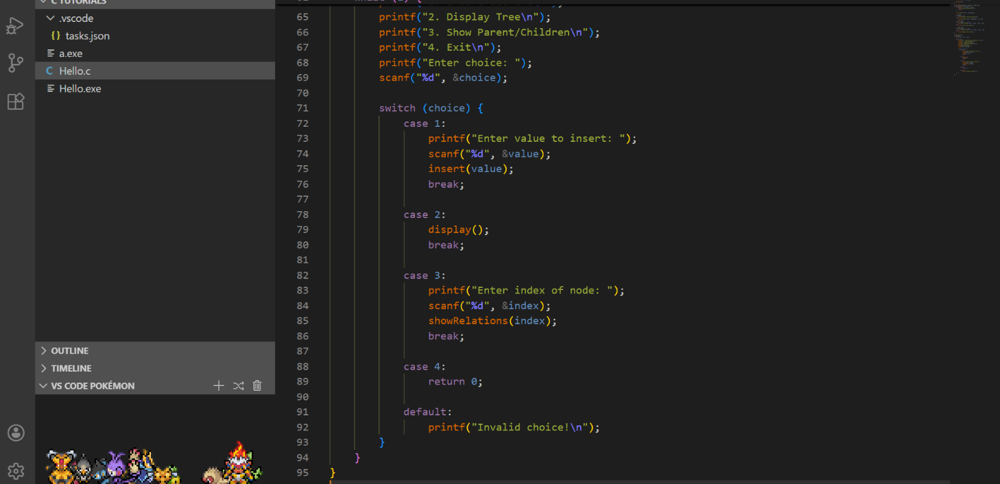 C TUTORIALS
.vscode
{} tasks.json
a.exe
C Hello.c
Hello.exe
OUTLINE
TIMELINE
VS CODE POKÉMON
65 printf("2. Display Tree\n");
66 printf("3. Show Parent/Children\n");
67 printf("4. Exit\n");
68 printf("Enter choice: ");
69 scanf("%d", &choice);
70
71 switch (choice) {
72 case 1:
73 printf("Enter value to insert: ");
74 scanf("%d", &value);
75 insert(value);
76 break;
77
78 case 2:
79 display();
80 break;
81
82 case 3:
83 printf("Enter index of node: ");
84 scanf("%d", &index);
85 showRelations(index);
86 break;
87
88 case 4:
89 return 0;
90
91 default:
92 printf("Invalid choice!\n");
93 }
94 }
95 }